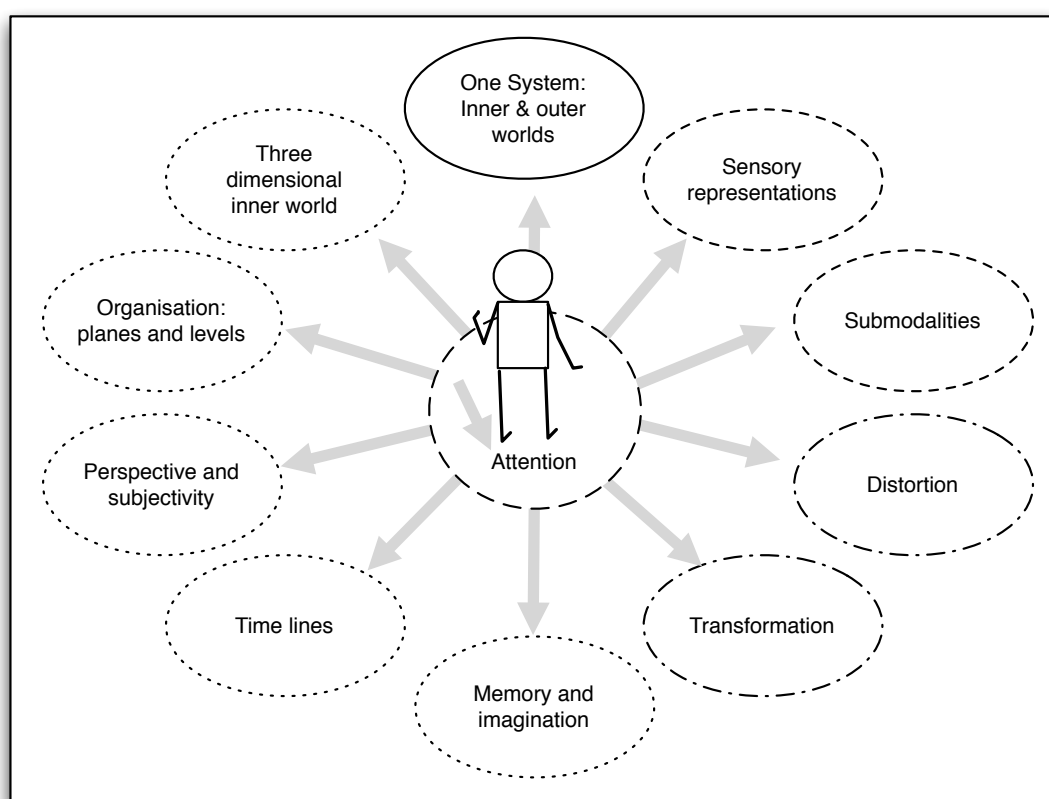 One System:
Inner & outer
worlds
Three
dimensional
inner world
Sensory
representations
Organisation:
planes and levels
Submodalities
Attention
Perspective and
subjectivity
Distortion
Time lines
Transformation
Memory and
imagination